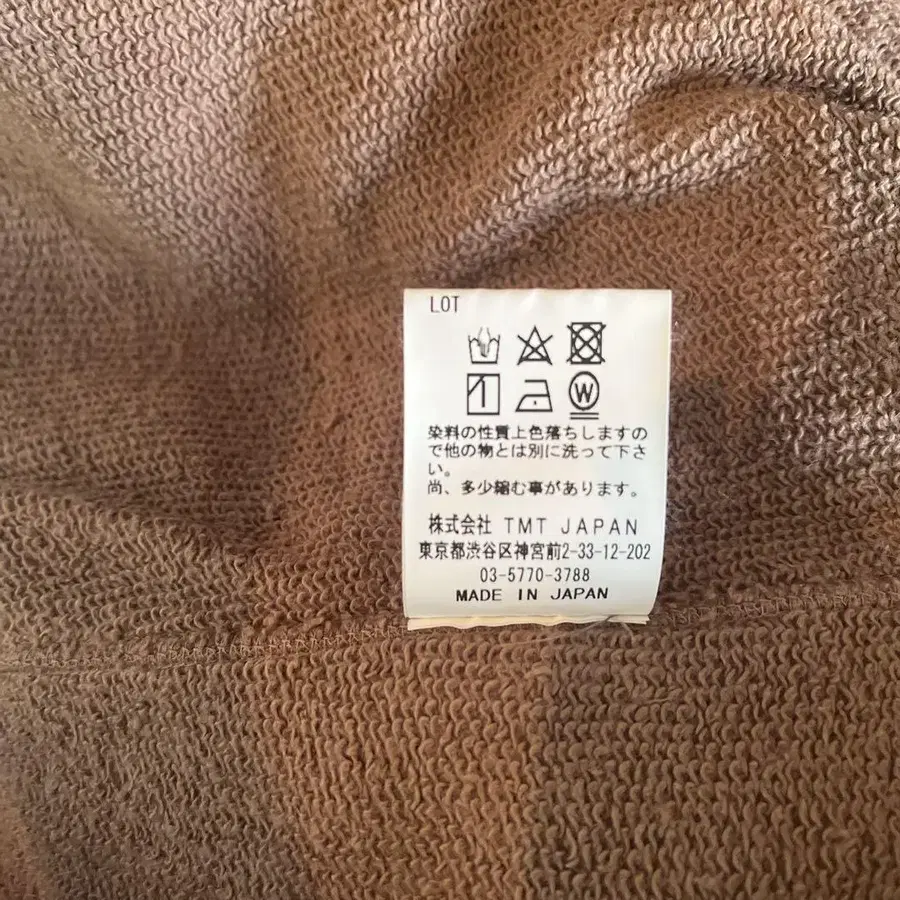 LOT
W
染料の性質上色落ちしますの
で他の物とは別に洗って下さ
い。
尚、多少縮む事があります。
株式会社 TMT JAPAN
東京都渋谷区神宮前2-33-12-202
03-5770-3788
MADE IN JAPAN